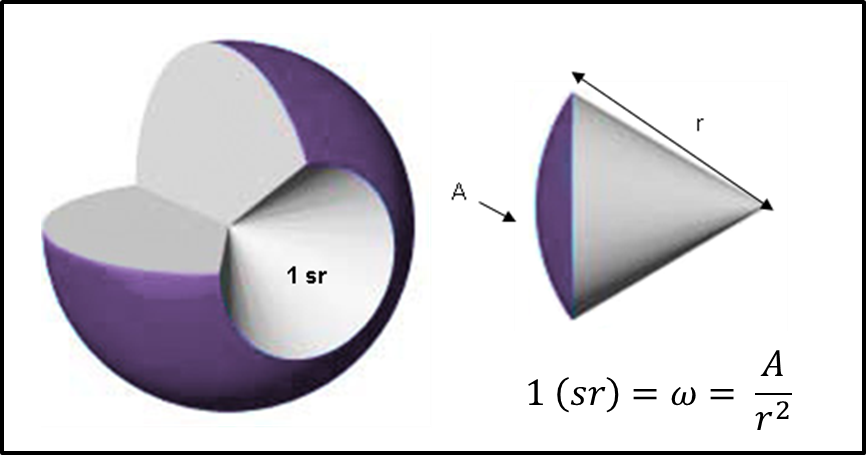 1 sr
r
A
1 (sr) = ω = A / r²